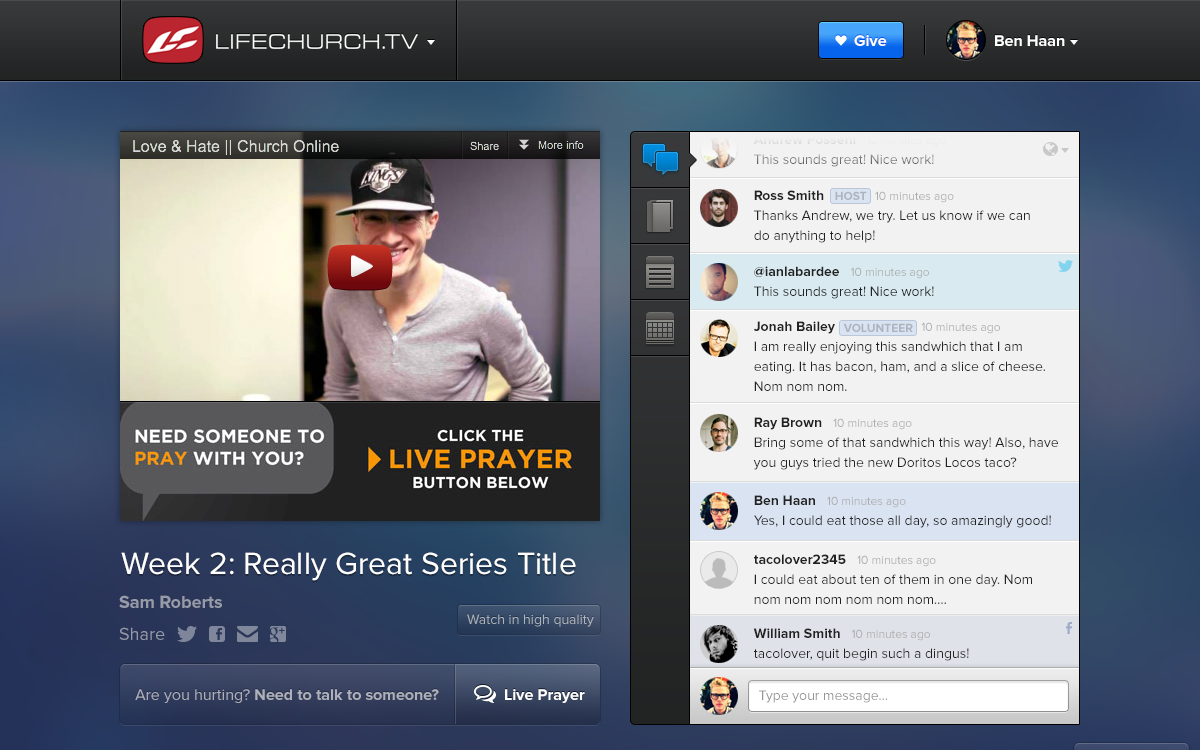 LIFECHURCH.TV
Give
Ben Haan
Love & Hate || Church Online
Share
More info
KINGS
NEED SOMEONE TO
PRAY WITH YOU?
CLICK THE
LIVE PRAYER
BUTTON BELOW
Week 2: Really Great Series Title
Sam Roberts
Watch in high quality
Share
Are you hurting? Need to talk to someone?
Live Prayer
This sounds great! Nice work!
Ross Smith HOST 10 minutes ago
Thanks Andrew, we try. Let us know if we can
do anything to help!
@ianlabardee 10 minutes ago
This sounds great! Nice work!
Jonah Bailey VOLUNTEER 10 minutes ago
I am really enjoying this sandwhich that I am
eating. It has bacon, ham, and a slice of cheese.
Nom nom nom.
Ray Brown 10 minutes ago
Bring some of that sandwhich this way! Also, have
you guys tried the new Doritos Locos taco?
Ben Haan 10 minutes ago
Yes, I could eat those all day, so amazingly good!
tacolover2345 10 minutes ago
I could eat about ten of them in one day. Nom
nom nom nom nom nom nom....
William Smith 10 minutes ago
tacolover, quit begin such a dingus!
Type your message...